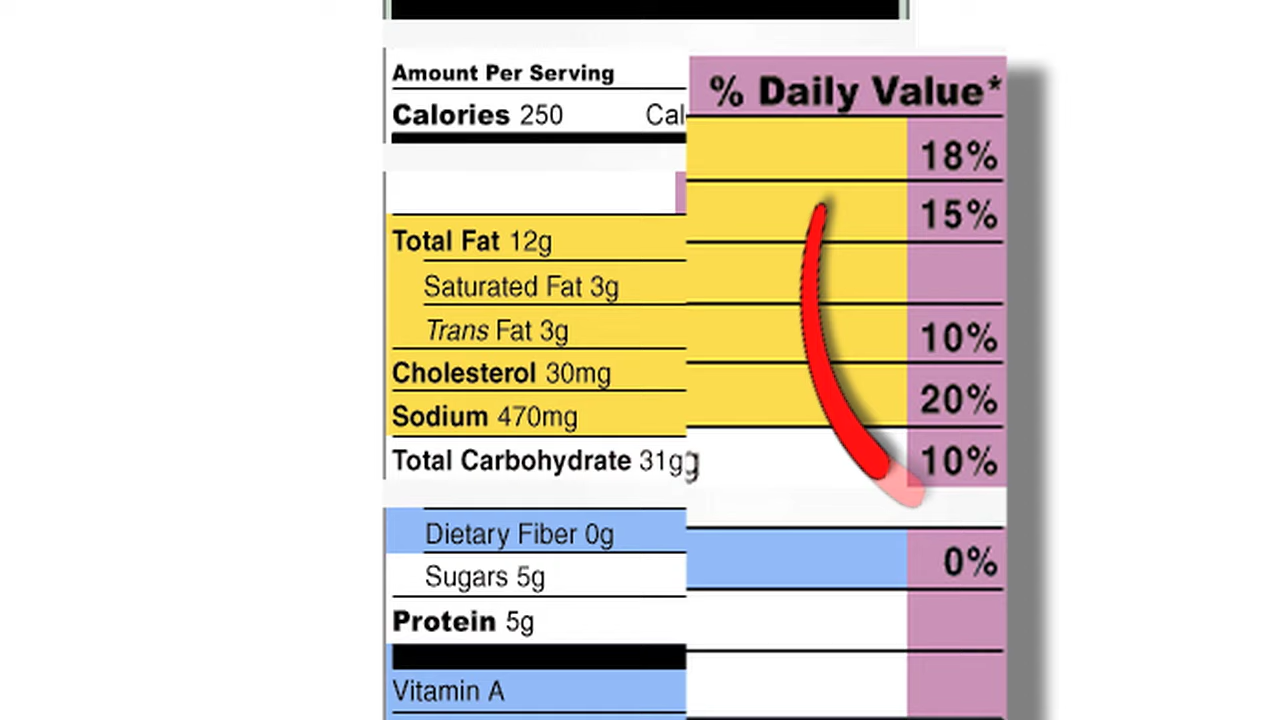 Amount Per Serving
% Daily Value*
Calories 250 Cal
18%
15%
Total Fat 12g
Saturated Fat 3g
Trans Fat 3g
10%
Cholesterol 30mg
20%
Sodium 470mg
Total Carbohydrate 31g
10%
Dietary Fiber 0g
0%
Sugars 5g
Protein 5g
Vitamin A